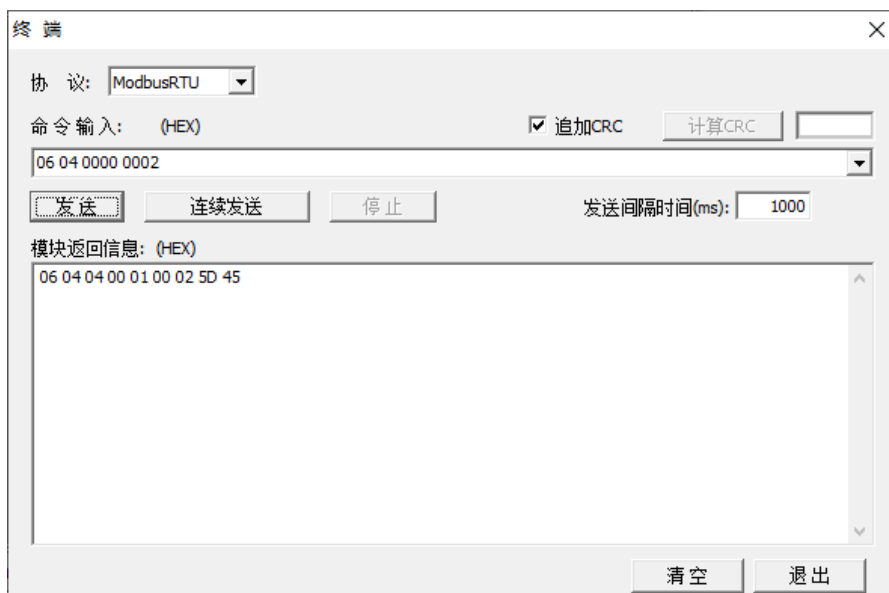 终 端
协 议: ModbusRTU
命令输入: (HEX) 追加CRC 计算CRC
06 04 0000 0002
发送 连续发送 停止 发送间隔时间(ms): 1000
模块返回信息: (HEX)
06 04 04 00 01 00 02 5D 45
清空 退出